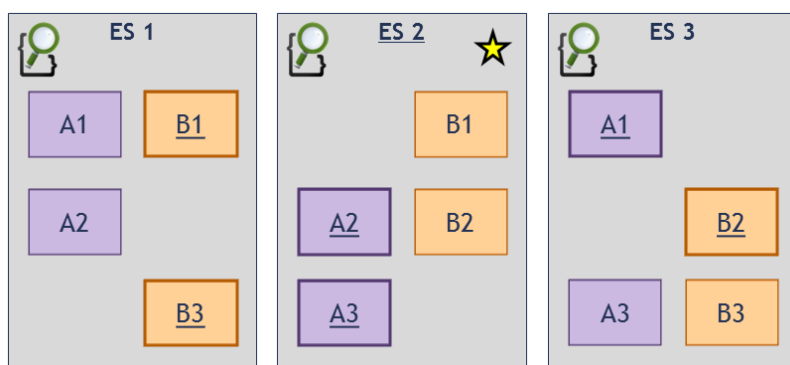 ES 1
A1 B1
A2
B3
ES 2
B1
A2 B2
A3
ES 3
A1
B2
A3 B3